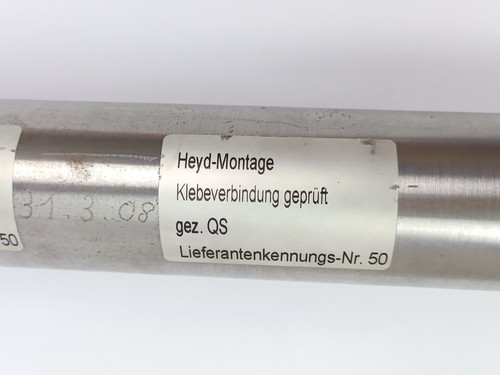 31.3.08
50
Heyd-Montage
Klebeverbindung geprüft
gez. QS
Lieferantenkennungs-Nr. 50